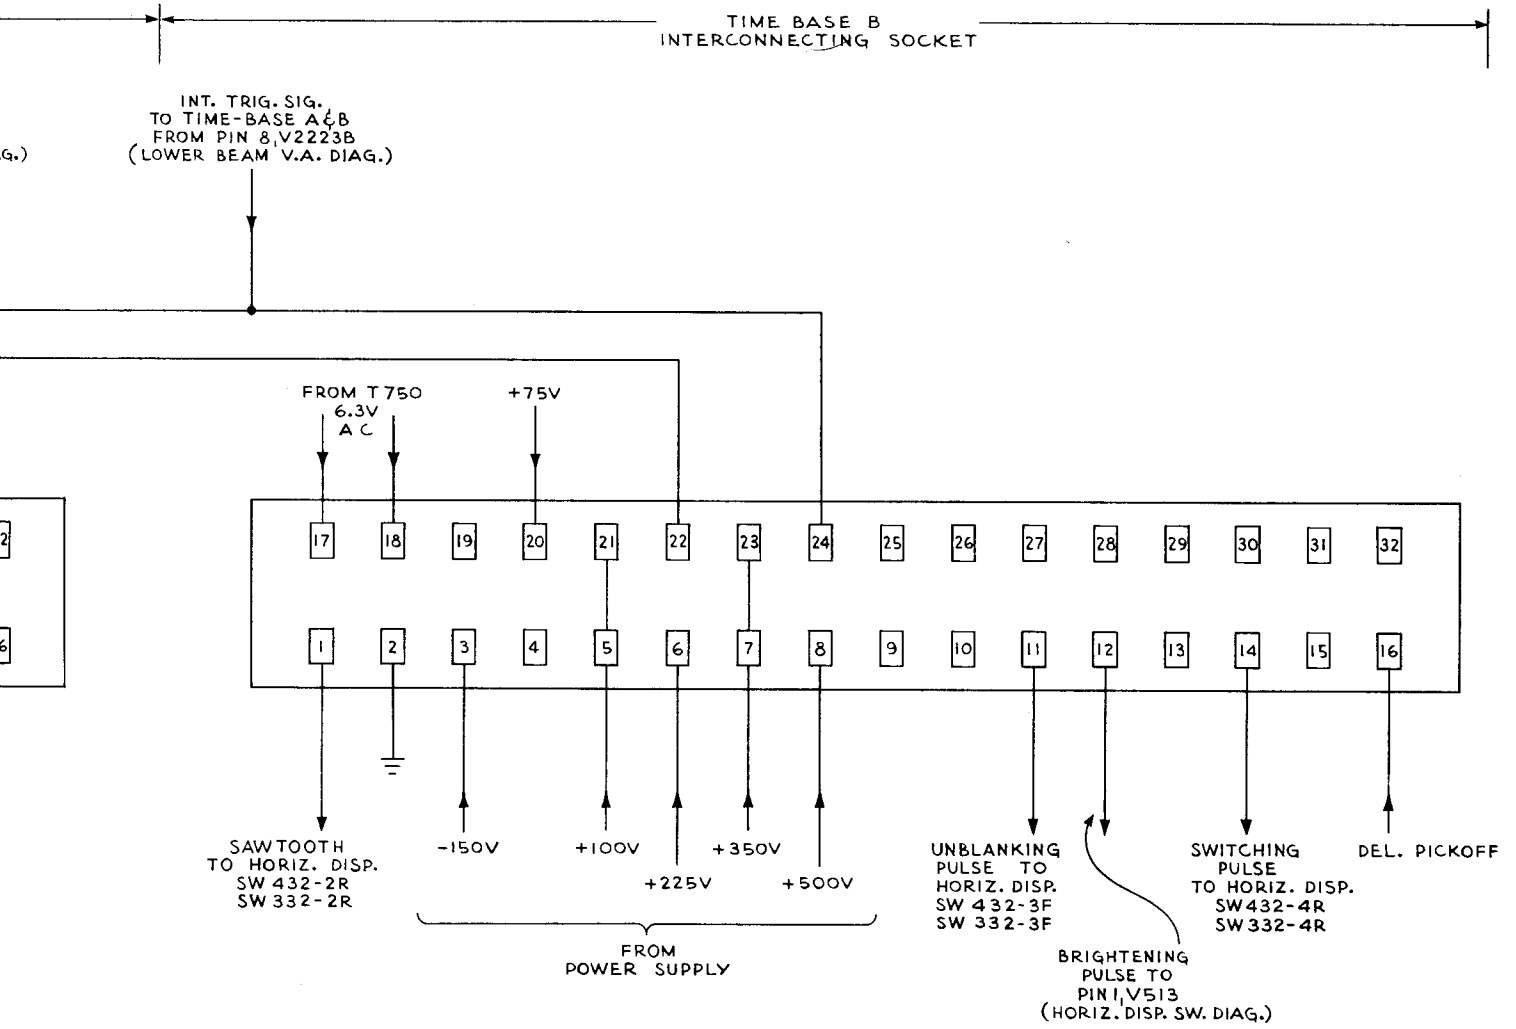 TIME BASE B
INTERCONNECTING SOCKET
INT. TRIG. SIG.
TO TIME-BASE A&B
FROM PIN 8, V2223B
(LOWER BEAM V.A. DIAG.)
G.)
FROM T750
6.3V
AC
+75V
2
17 18 19 20 21 22 23 24 25 26 27 28 29 30 31 32
6
1 2 3 4 5 6 7 8 9 10 11 12 13 14 15 16
SAWTOOTH
TO HORIZ. DISP.
SW 432-2R
SW 332-2R
-150V
+100V
+225V
+350V
+500V
FROM
POWER SUPPLY
UNBLANKING
PULSE TO
HORIZ. DISP.
SW 432-3F
SW 332-3F
BRIGHTENING
PULSE TO
PIN 1, V513
(HORIZ. DISP. SW. DIAG.)
SWITCHING
PULSE
TO HORIZ. DISP.
SW432-4R
SW332-4R
DEL. PICKOFF